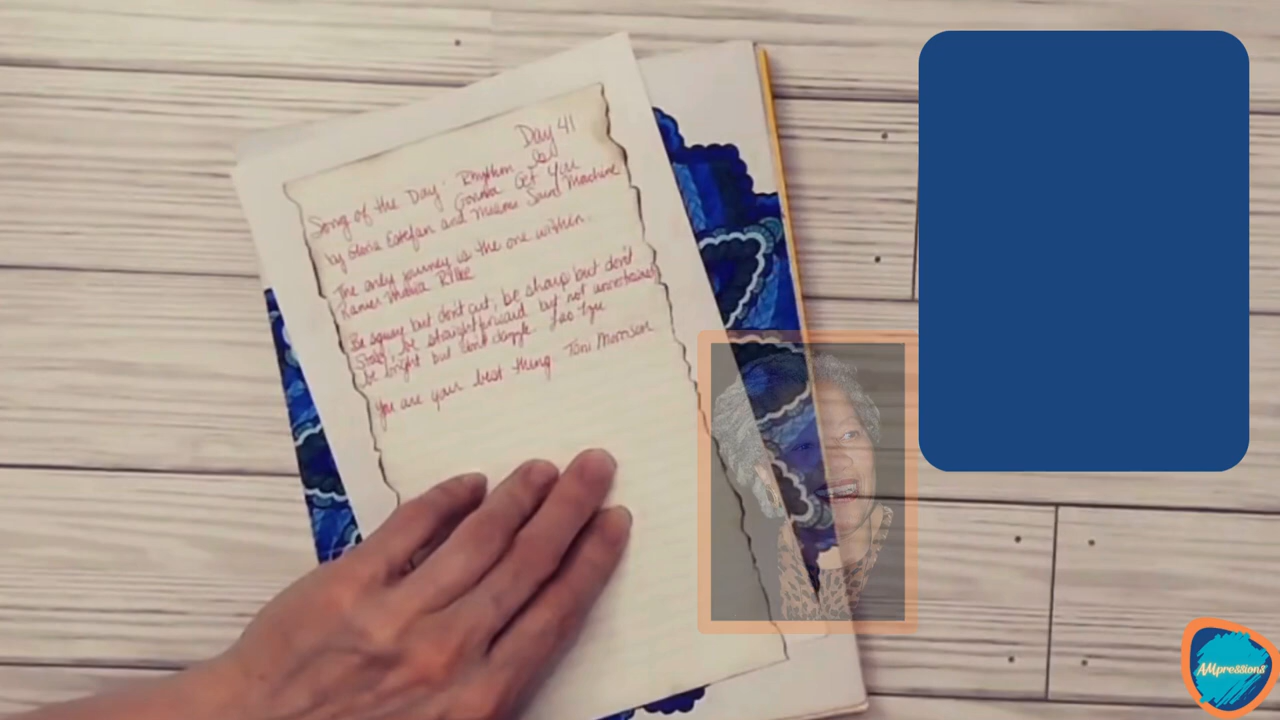 Day 41
Song of the Day: Rhythm is
Gonna Get You
by Gloria Estefan and Miami Sound Machine
The only journey is the one within.
Rainer Maria Rilke
Be square but don't cut, be sharp but don't
stab, be straightforward but not unrestrained
be bright but don't dazzle. Lao Tzu
You are your best thing Toni Morrison
AMpressions